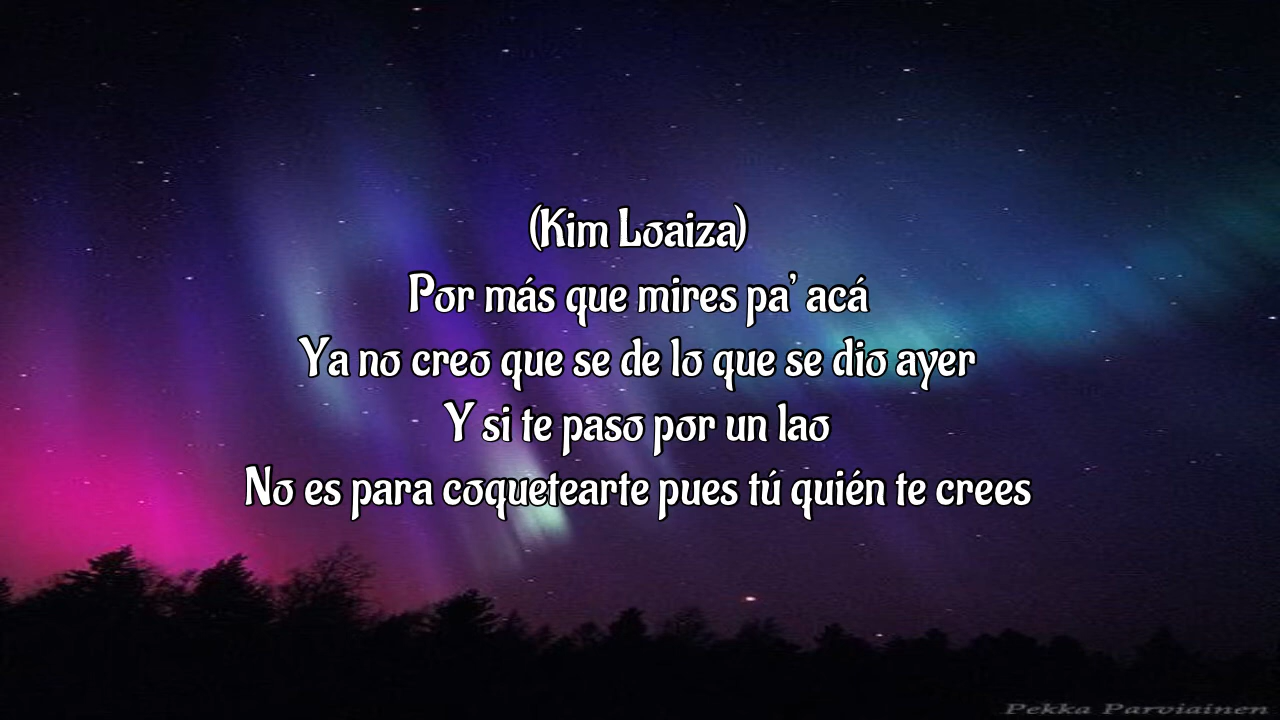 (Kim Loaiza)
Por más que mires pa' acá
Ya no creo que se de lo que se dio ayer
Y si te paso por un lao
No es para coquetearte pues tú quién te crees
Pekka Parviainen